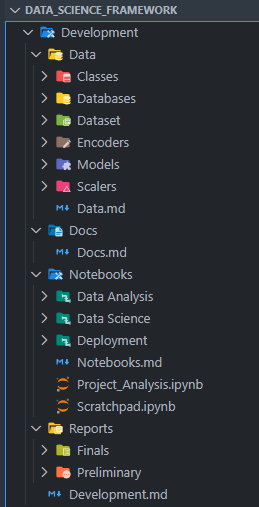 DATA_SCIENCE_FRAMEWORK
Development
Data
Classes
Databases
Dataset
Encoders
Models
Scalers
Data.md
Docs
Docs.md
Notebooks
Data Analysis
Data Science
Deployment
Notebooks.md
Project_Analysis.ipynb
Scratchpad.ipynb
Reports
Finals
Preliminary
Development.md